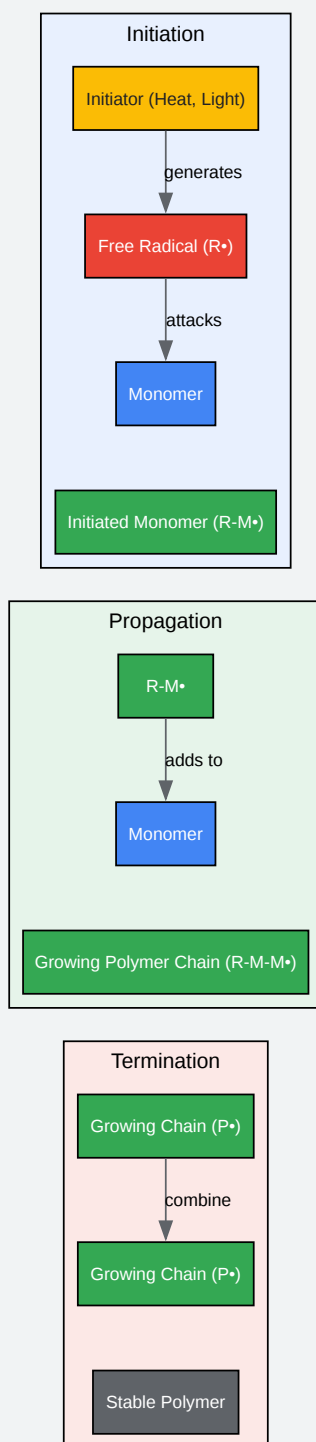 Initiation
Initiator (Heat, Light)
generates
Free Radical (R•)
attacks
Monomer
Initiated Monomer (R-M•)
Propagation
R-M•
adds to
Monomer
Growing Polymer Chain (R-M-M•)
Termination
Growing Chain (P•)
combine
Growing Chain (P•)
Stable Polymer